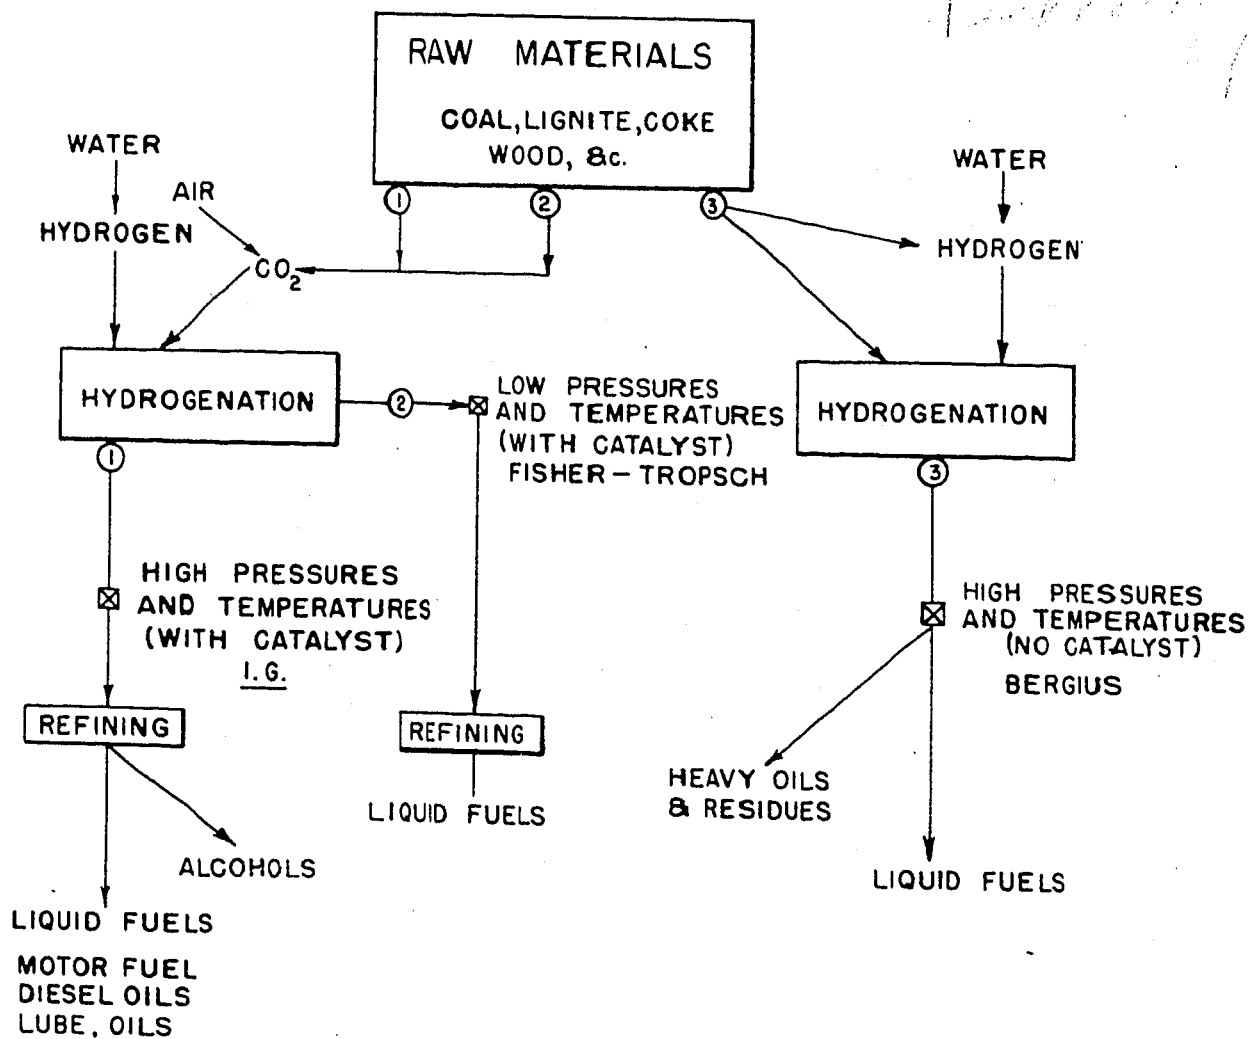 RAW MATERIALS
COAL, LIGNITE, COKE
WOOD, &c.
1
2
3
WATER
AIR
HYDROGEN
CO2
WATER
HYDROGEN
HYDROGENATION
2
LOW PRESSURES
AND TEMPERATURES
(WITH CATALYST)
FISHER - TROPSCH
HYDROGENATION
1
3
HIGH PRESSURES
AND TEMPERATURES
(WITH CATALYST)
I.G.
HIGH PRESSURES
AND TEMPERATURES
(NO CATALYST)
BERGIUS
REFINING
REFINING
HEAVY OILS
& RESIDUES
LIQUID FUELS
ALCOHOLS
LIQUID FUELS
LIQUID FUELS
MOTOR FUEL
DIESEL OILS
LUBE. OILS